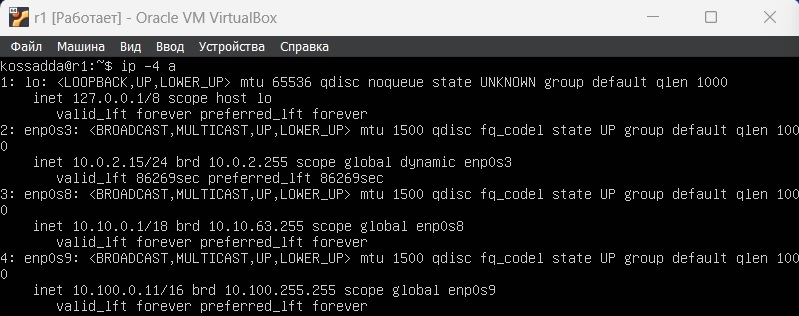 r1 [Работает] - Oracle VM VirtualBox
Файл Машина Вид Ввод Устройства Справка
kossadda@r1:~$ ip -4 a
1: lo: <LOOPBACK,UP,LOWER_UP> mtu 65536 qdisc noqueue state UNKNOWN group default qlen 1000
    inet 127.0.0.1/8 scope host lo
       valid_lft forever preferred_lft forever
2: enp0s3: <BROADCAST,MULTICAST,UP,LOWER_UP> mtu 1500 qdisc fq_codel state UP group default qlen 100
0
    inet 10.0.2.15/24 brd 10.0.2.255 scope global dynamic enp0s3
       valid_lft 86269sec preferred_lft 86269sec
3: enp0s8: <BROADCAST,MULTICAST,UP,LOWER_UP> mtu 1500 qdisc fq_codel state UP group default qlen 100
0
    inet 10.10.0.1/18 brd 10.10.63.255 scope global enp0s8
       valid_lft forever preferred_lft forever
4: enp0s9: <BROADCAST,MULTICAST,UP,LOWER_UP> mtu 1500 qdisc fq_codel state UP group default qlen 100
0
    inet 10.100.0.11/16 brd 10.100.255.255 scope global enp0s9
       valid_lft forever preferred_lft forever